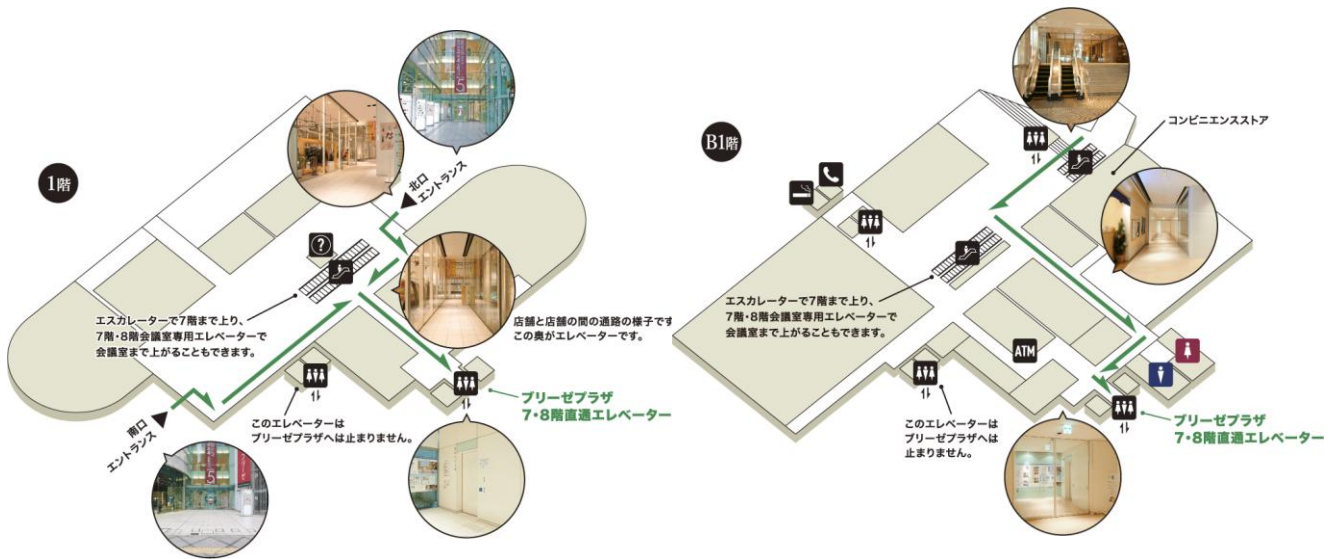 1階
北口
エントランス
?
エスカレーターで7階まで上り、
7階・8階会議室専用エレベーターで
会議室まで上がることもできます。
店舗と店舗の間の通路の様子です
この奥がエレベーターです。
ブリーゼプラザ
7・8階直通エレベーター
このエレベーターは
ブリーゼプラザへは止まりません。
南口
エントランス
5
5
B1階
コンビニエンスストア
エスカレーターで7階まで上り、
7階・8階会議室専用エレベーターで
会議室まで上がることもできます。
ATM
このエレベーターは
ブリーゼプラザへは
止まりません。
ブリーゼプラザ
7・8階直通エレベーター